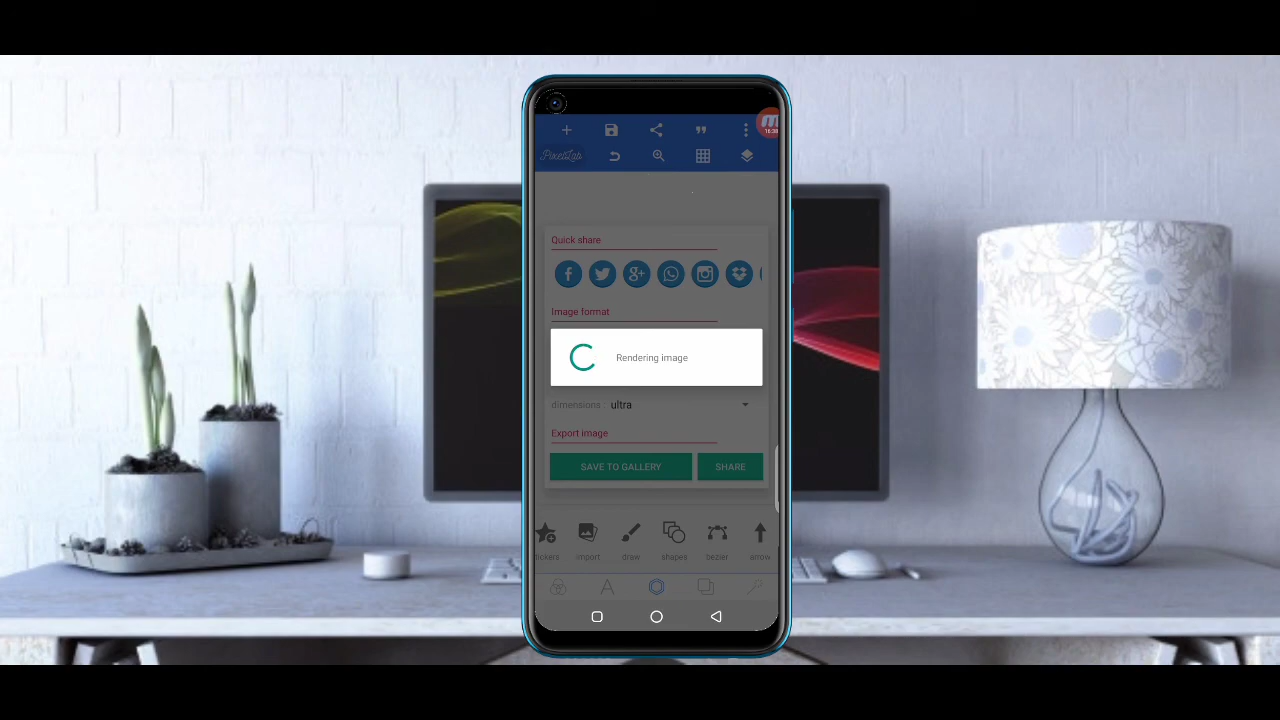 PixelLab
Quick share
Image format
Rendering image
dimensions : ultra
Export image
SAVE TO GALLERY SHARE
import draw shapes bezier arrow